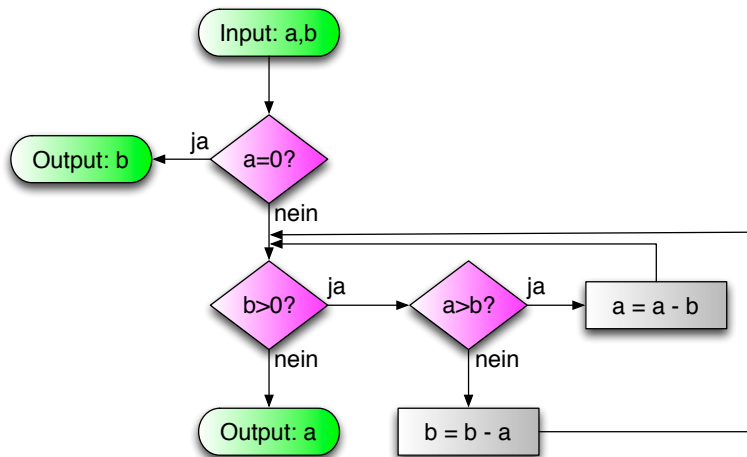 Input: a,b
ja
Output: b
a=0?
nein
b>0?
ja
a>b?
ja
a = a - b
nein
nein
Output: a
b = b - a